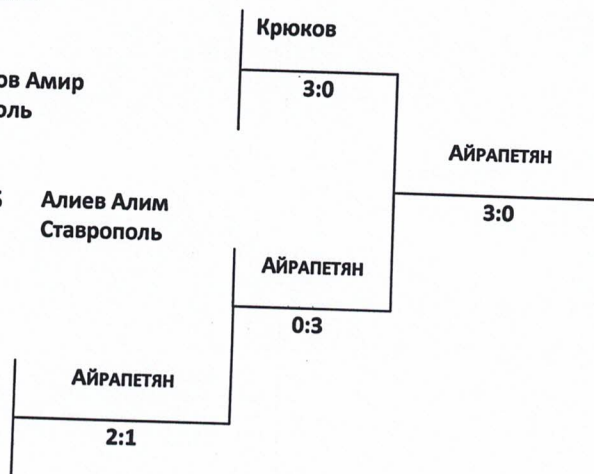 Крюков
ов Амир
3:0
оль
Айрапетян
Алиев Алим
3:0
Ставрополь
Айрапетян
0:3
Айрапетян
2:1